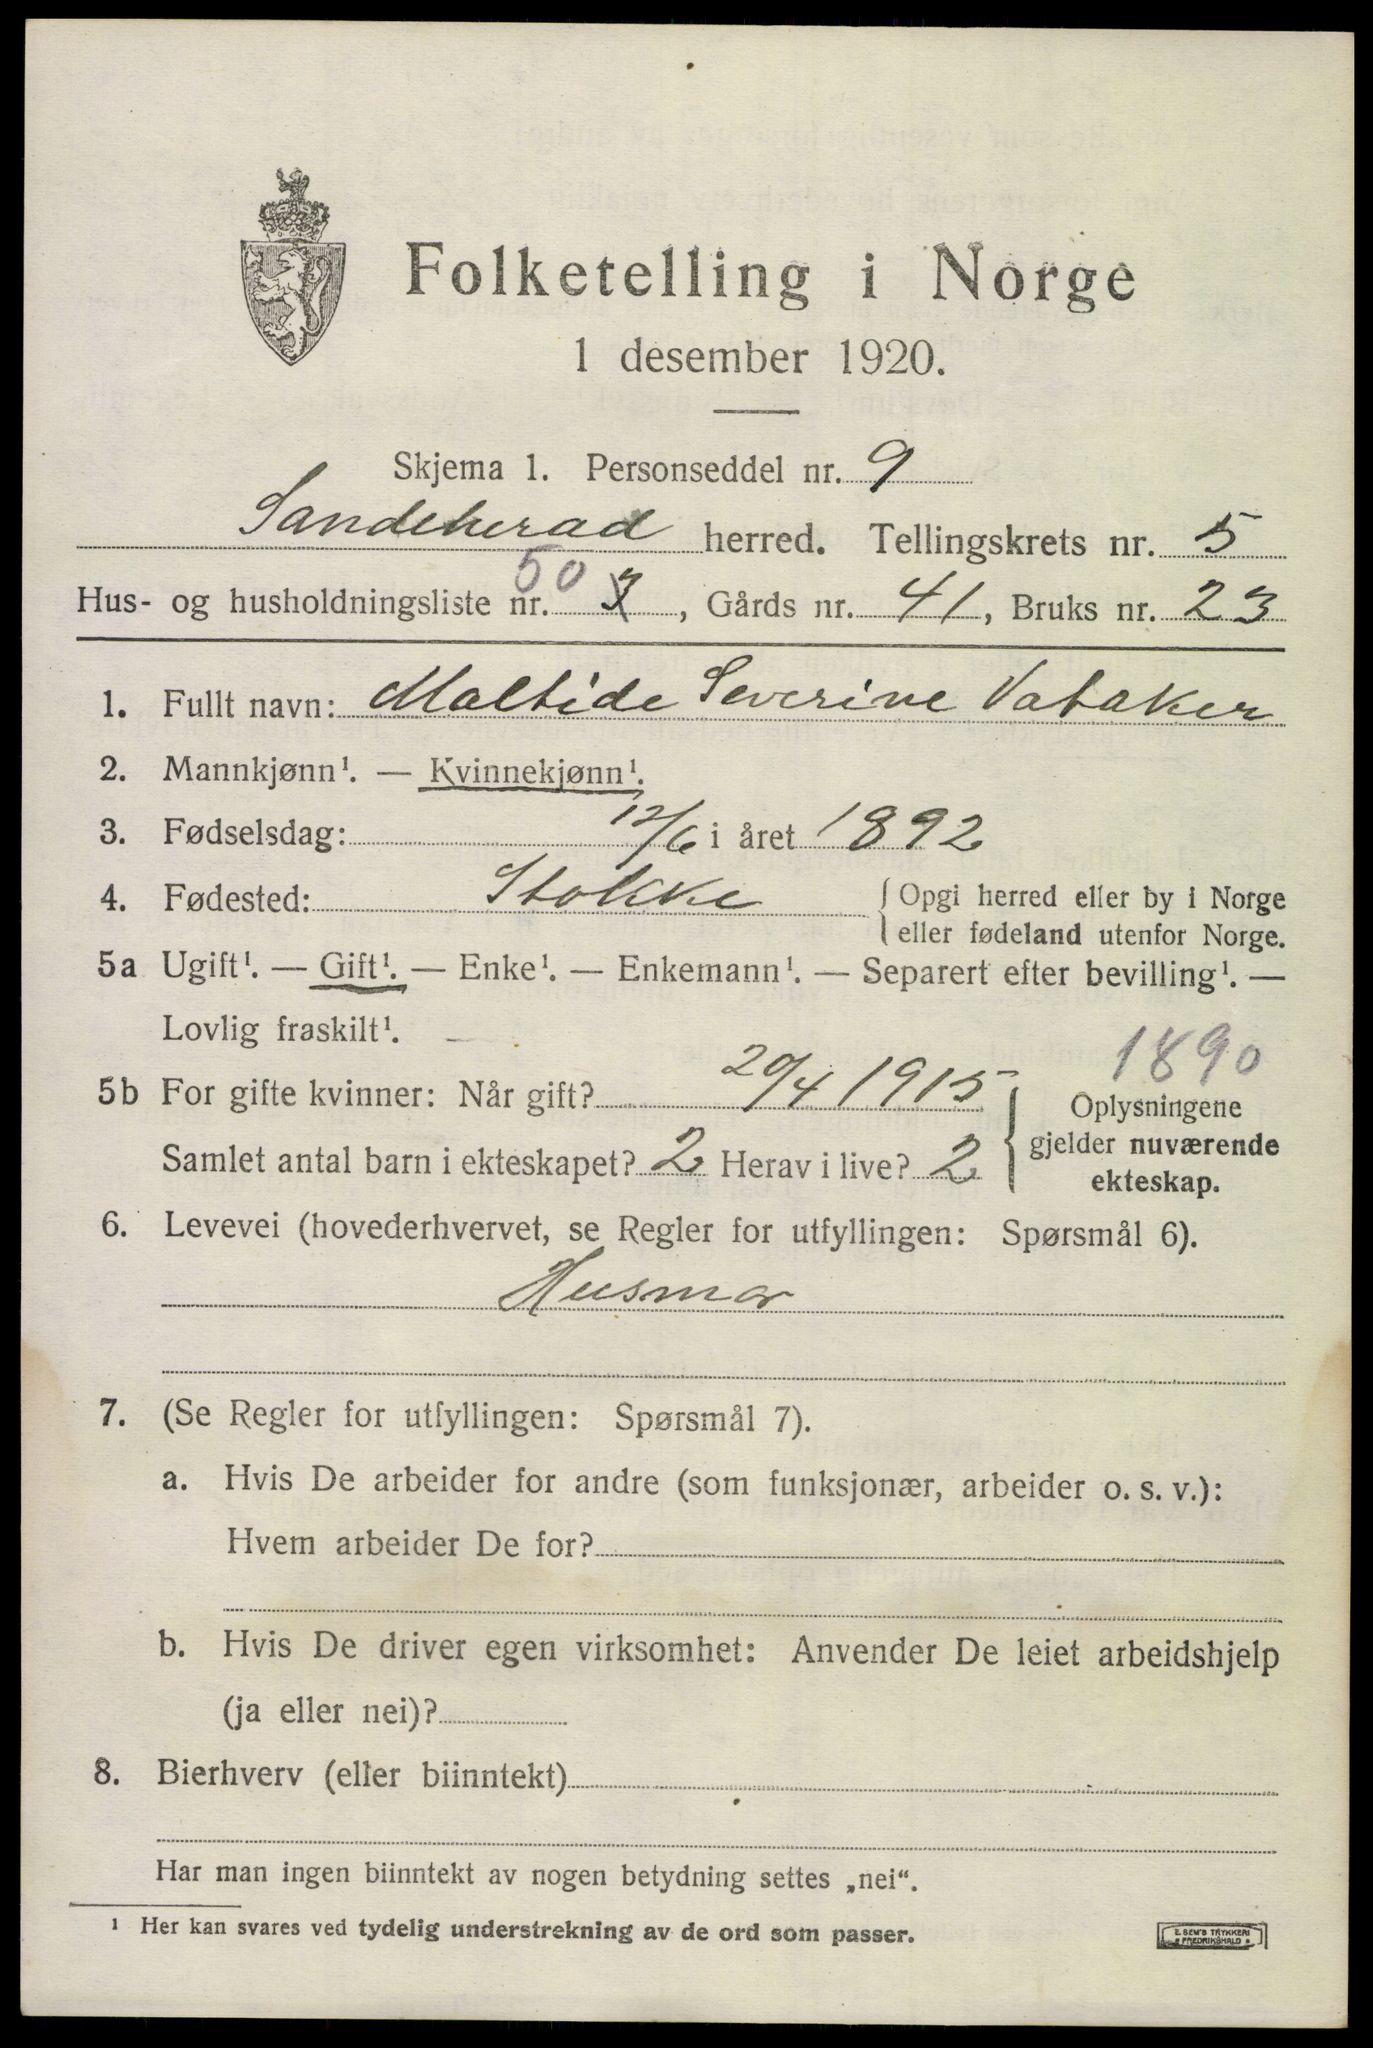 Folketelling i Norge
1 desember 1920.
Skjema 1. Personseddel nr. 9
Sandeherad herred. Tellingskrets nr. 5
50
Hus- og husholdningsliste nr. 3, Gårds nr. 41, Bruks nr. 23
1. Fullt navn: Maltide Severine Vataker
2. Mannkjønn¹. — Kvinnekjønn¹.
3. Fødselsdag: 12/6 i året 1892
4. Fødested: Stokke { Opgi herred eller by i Norge
eller fødeland utenfor Norge.
5a Ugift¹. — Gift¹. — Enke¹. — Enkemann¹. — Separert efter bevilling¹. —
Lovlig fraskilt¹. —
1890
5b For gifte kvinner: Når gift? 20/4 1915 { Oplysningene
gjelder nuværende
ekteskap.
Samlet antal barn i ekteskapet? 2 Herav i live? 2
6. Levevei (hovederhvervet, se Regler for utfyllingen: Spørsmål 6).
Husmor
7. (Se Regler for utfyllingen: Spørsmål 7).
a. Hvis De arbeider for andre (som funksjonær, arbeider o. s. v.):
Hvem arbeider De for?
b. Hvis De driver egen virksomhet: Anvender De leiet arbeidshjelp
(ja eller nei)?
8. Bierhverv (eller biinntekt)
Har man ingen biinntekt av nogen betydning settes „nei“.
¹ Her kan svares ved tydelig understrekning av de ord som passer.
E. SEM'S TRYKKERI
FREDRIKSHALD